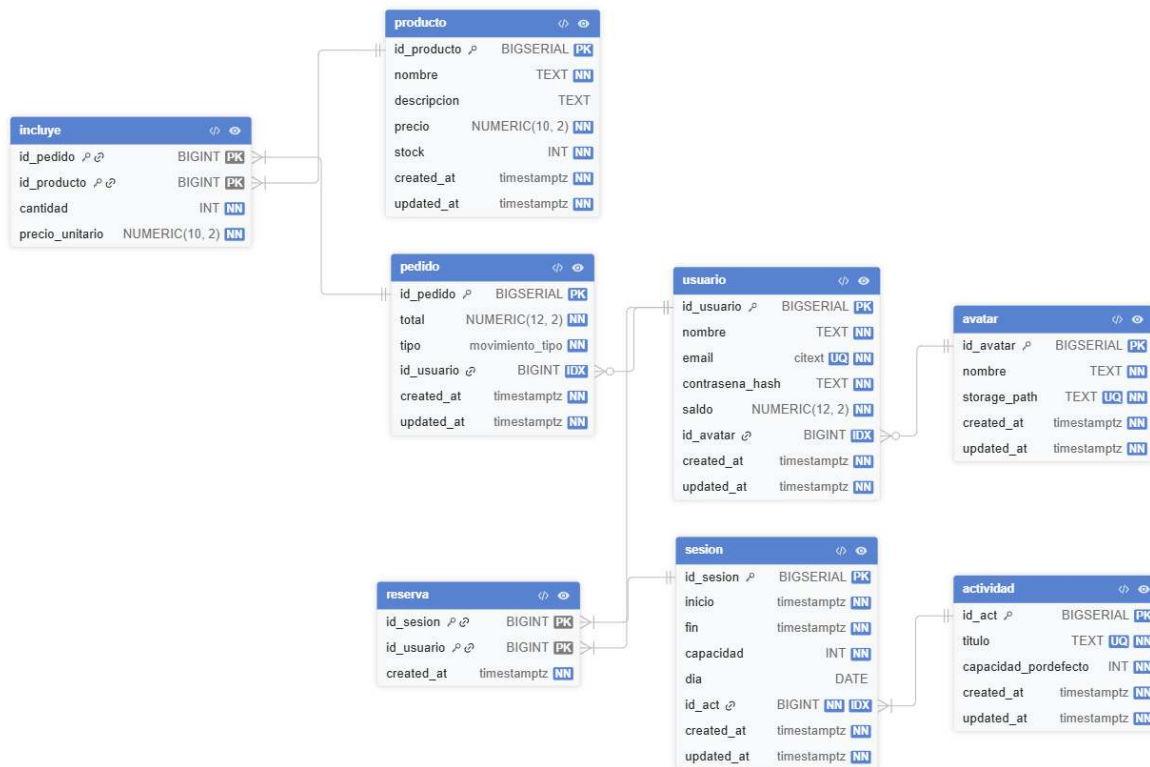 producto
id_producto BIGSERIAL PK
nombre TEXT NN
descripcion TEXT
precio NUMERIC(10, 2) NN
stock INT NN
created_at timestamptz NN
updated_at timestamptz NN
incluye
id_pedido BIGINT PK
id_producto BIGINT PK
cantidad INT NN
precio_unitario NUMERIC(10, 2) NN
pedido
id_pedido BIGSERIAL PK
total NUMERIC(12, 2) NN
tipo movimiento_tipo NN
id_usuario BIGINT IDX
created_at timestamptz NN
updated_at timestamptz NN
usuario
id_usuario BIGSERIAL PK
nombre TEXT NN
email citext UQ NN
contrasena_hash TEXT NN
saldo NUMERIC(12, 2) NN
id_avatar BIGINT IDX
created_at timestamptz NN
updated_at timestamptz NN
avatar
id_avatar BIGSERIAL PK
nombre TEXT NN
storage_path TEXT UQ NN
created_at timestamptz NN
updated_at timestamptz NN
reserva
id_sesion BIGINT PK
id_usuario BIGINT PK
created_at timestamptz NN
sesion
id_sesion BIGSERIAL PK
inicio timestamptz NN
fin timestamptz NN
capacidad INT NN
dia DATE
id_act BIGINT NN IDX
created_at timestamptz NN
updated_at timestamptz NN
actividad
id_act BIGSERIAL PK
titulo TEXT UQ NN
capacidad_pordefecto INT NN
created_at timestamptz NN
updated_at timestamptz NN